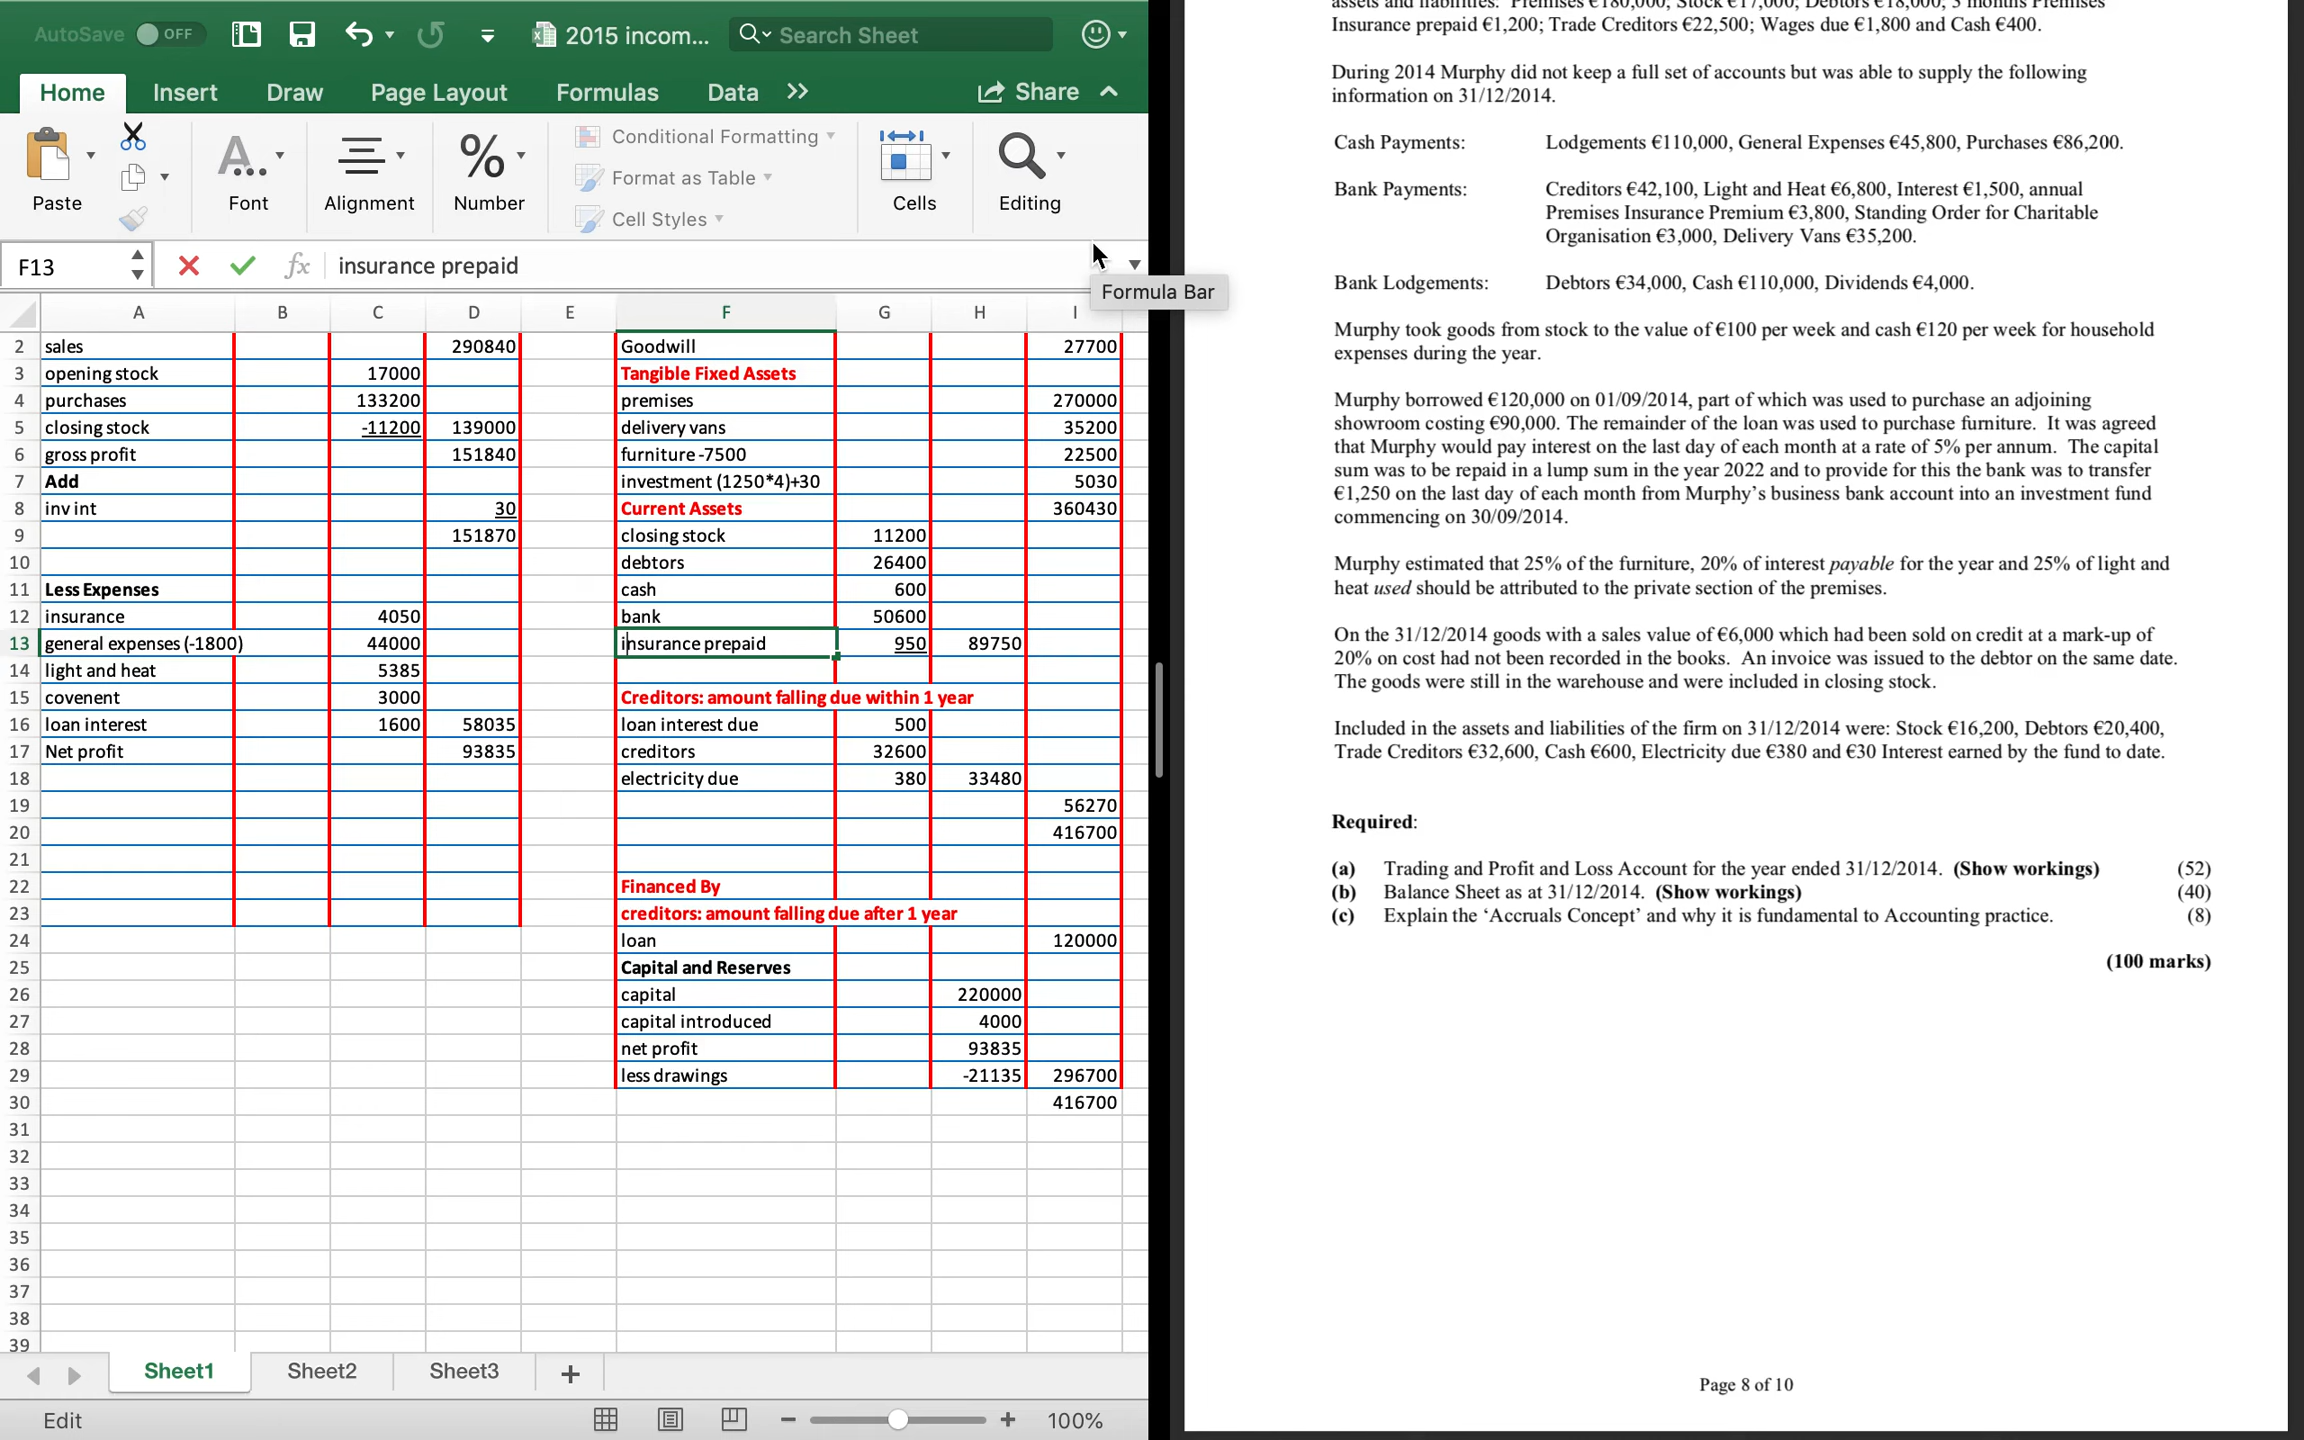 AutoSave OFF 2015 incom... Search Sheet
Home Insert Draw Page Layout Formulas Data » Share
Paste
A...
Font
Alignment
%
Number
Conditional Formatting
Format as Table
Cell Styles
Cells
Editing
F13 fx insurance prepaid
Formula Bar
A B C D E F G H I
2 sales 290840 Goodwill 27700
3 opening stock 17000 Tangible Fixed Assets
4 purchases 133200 premises 270000
5 closing stock -11200 139000 delivery vans 35200
6 gross profit 151840 furniture -7500 22500
7 Add investment (1250*4)+30 5030
8 inv int 30 Current Assets 360430
9 151870 closing stock 11200
10 debtors 26400
11 Less Expenses cash 600
12 insurance 4050 bank 50600
13 general expenses (-1800) 44000 insurance prepaid 950 89750
14 light and heat 5385
15 covenent 3000 Creditors: amount falling due within 1 year
16 loan interest 1600 58035 loan interest due 500
17 Net profit 93835 creditors 32600
18 electricity due 380 33480
19 56270
20 416700
21
22 Financed By
23 creditors: amount falling due after 1 year
24 loan 120000
25 Capital and Reserves
26 capital 220000
27 capital introduced 4000
28 net profit 93835
29 less drawings -21135 296700
30 416700
31
32
33
34
35
36
37
38
39
Sheet1 Sheet2 Sheet3 +
Edit 100%
assets and liabilities: Premises €180,000; Stock €17,000; Debtors €18,000; 3 months Premises
Insurance prepaid €1,200; Trade Creditors €22,500; Wages due €1,800 and Cash €400.
During 2014 Murphy did not keep a full set of accounts but was able to supply the following
information on 31/12/2014.
Cash Payments: Lodgements €110,000, General Expenses €45,800, Purchases €86,200.
Bank Payments: Creditors €42,100, Light and Heat €6,800, Interest €1,500, annual
Premises Insurance Premium €3,800, Standing Order for Charitable
Organisation €3,000, Delivery Vans €35,200.
Bank Lodgements: Debtors €34,000, Cash €110,000, Dividends €4,000.
Murphy took goods from stock to the value of €100 per week and cash €120 per week for household
expenses during the year.
Murphy borrowed €120,000 on 01/09/2014, part of which was used to purchase an adjoining
showroom costing €90,000. The remainder of the loan was used to purchase furniture. It was agreed
that Murphy would pay interest on the last day of each month at a rate of 5% per annum. The capital
sum was to be repaid in a lump sum in the year 2022 and to provide for this the bank was to transfer
€1,250 on the last day of each month from Murphy’s business bank account into an investment fund
commencing on 30/09/2014.
Murphy estimated that 25% of the furniture, 20% of interest payable for the year and 25% of light and
heat used should be attributed to the private section of the premises.
On the 31/12/2014 goods with a sales value of €6,000 which had been sold on credit at a mark-up of
20% on cost had not been recorded in the books. An invoice was issued to the debtor on the same date.
The goods were still in the warehouse and were included in closing stock.
Included in the assets and liabilities of the firm on 31/12/2014 were: Stock €16,200, Debtors €20,400,
Trade Creditors €32,600, Cash €600, Electricity due €380 and €30 Interest earned by the fund to date.
Required:
(a) Trading and Profit and Loss Account for the year ended 31/12/2014. (Show workings) (52)
(b) Balance Sheet as at 31/12/2014. (Show workings) (40)
(c) Explain the ‘Accruals Concept’ and why it is fundamental to Accounting practice. (8)
(100 marks)
Page 8 of 10